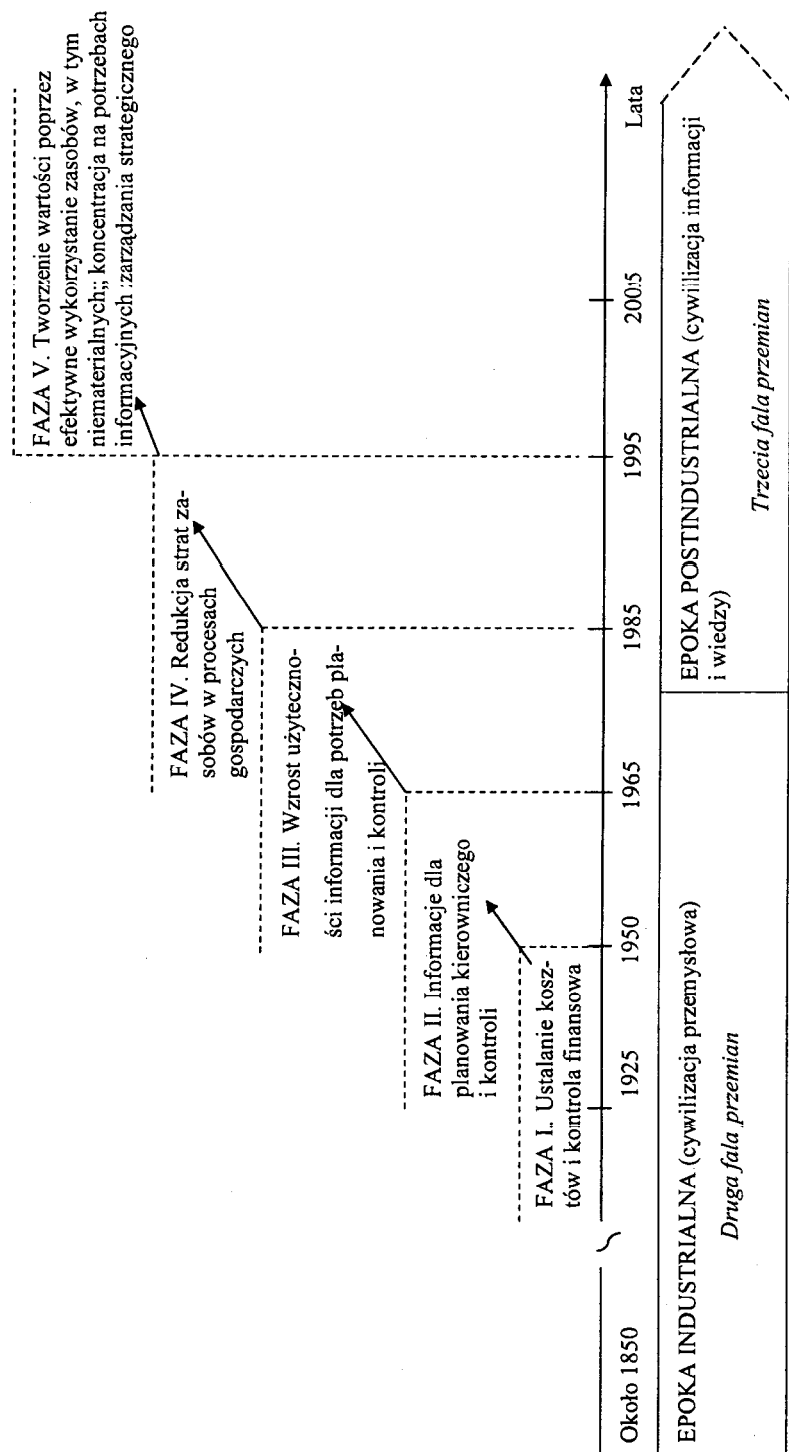 FAZA V. Tworzenie wartości poprzez
efektywne wykorzystanie zasobów, w tym
niematerialnych;; koncentracja na potrzebach
informacyjnych :zarządzania strategicznego
FAZA IV. Redukcja strat za-
sobów w procesach
gospodarczych
FAZA III. Wzrost użyteczno-
ści informacji dla potrzeb pla-
nowania i kontroli
FAZA II. Informacje dla
planowania kierowniczego
i kontroli
FAZA I. Ustalanie kosz-
tów i kontrola finansowa
Około 1850 1925 1950 1965 1985 1995 2005 Lata
EPOKA INDUSTRIALNA (cywilizacja przemysłowa)
Druga fala przemian
EPOKA POSTINDUSTRIALNA (cywilizacja informacji
i wiedzy)
Trzecia fala przemian